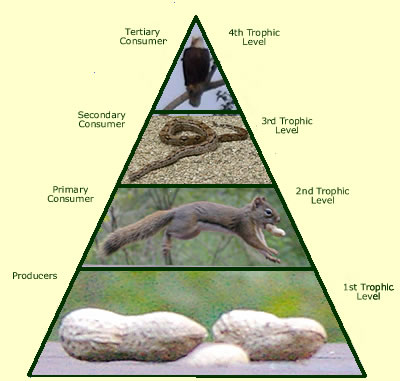 Tertiary
Consumer
4th Trophic
Level
Secondary
Consumer
3rd Trophic
Level
Primary
Consumer
2nd Trophic
Level
Producers
1st Trophic
Level